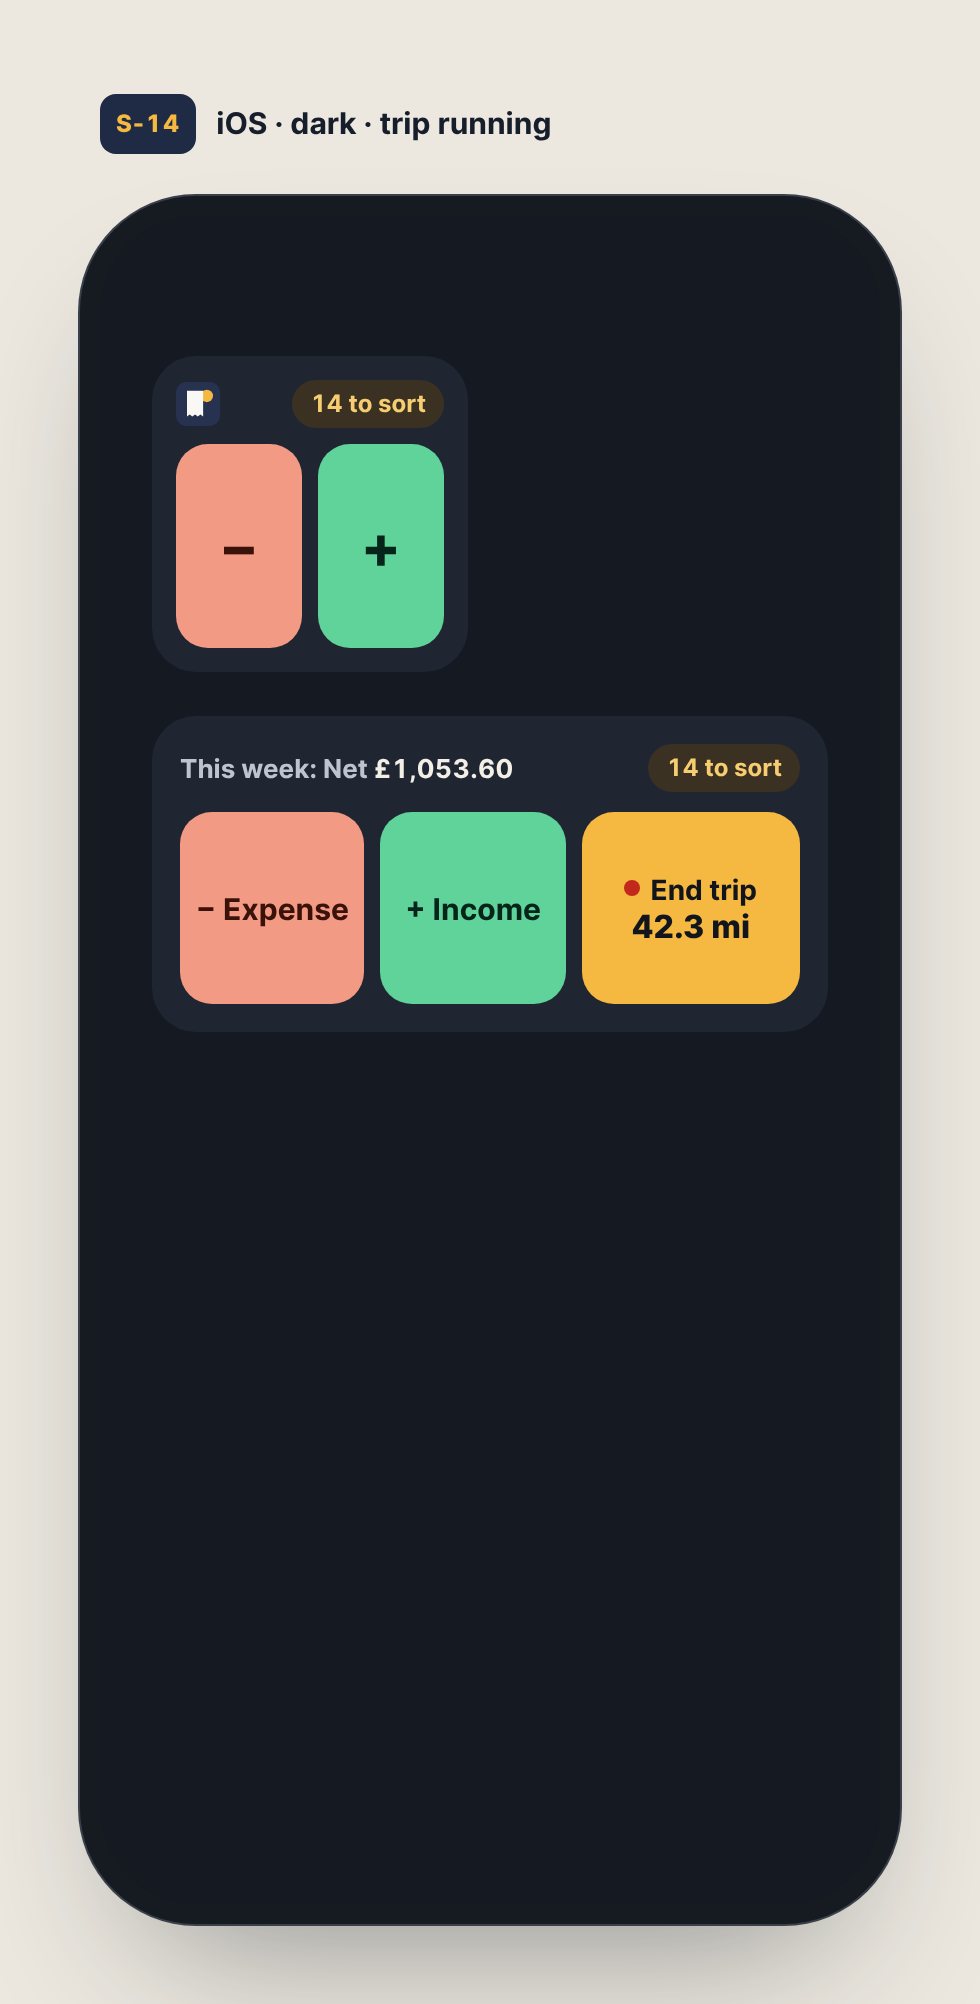 S-14
iOS · dark · trip running
14 to sort
− +
This week: Net £1,053.60
14 to sort
− Expense
+ Income
End trip
42.3 mi